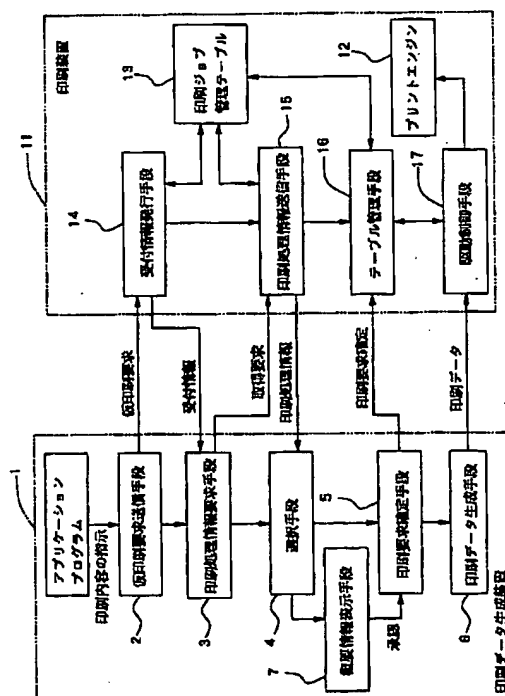 1
アプリケーション
プログラム
印刷内容の指示
仮印刷要求送信手段
2
印刷処理情報要求手段
3
選択手段
4
7
概要情報表示手段
承認
5
印刷要求確定手段
印刷データ生成手段
6
印刷データ生成装置
仮印刷要求
受付情報
取得要求
印刷処理情報
印刷要求確定
印刷データ
11
印刷装置
13
印刷ジョブ
管理テーブル
14
受付情報発行手段
15
印刷処理情報送信手段
16
テーブル管理手段
12
プリントエンジン
17
駆動制御手段